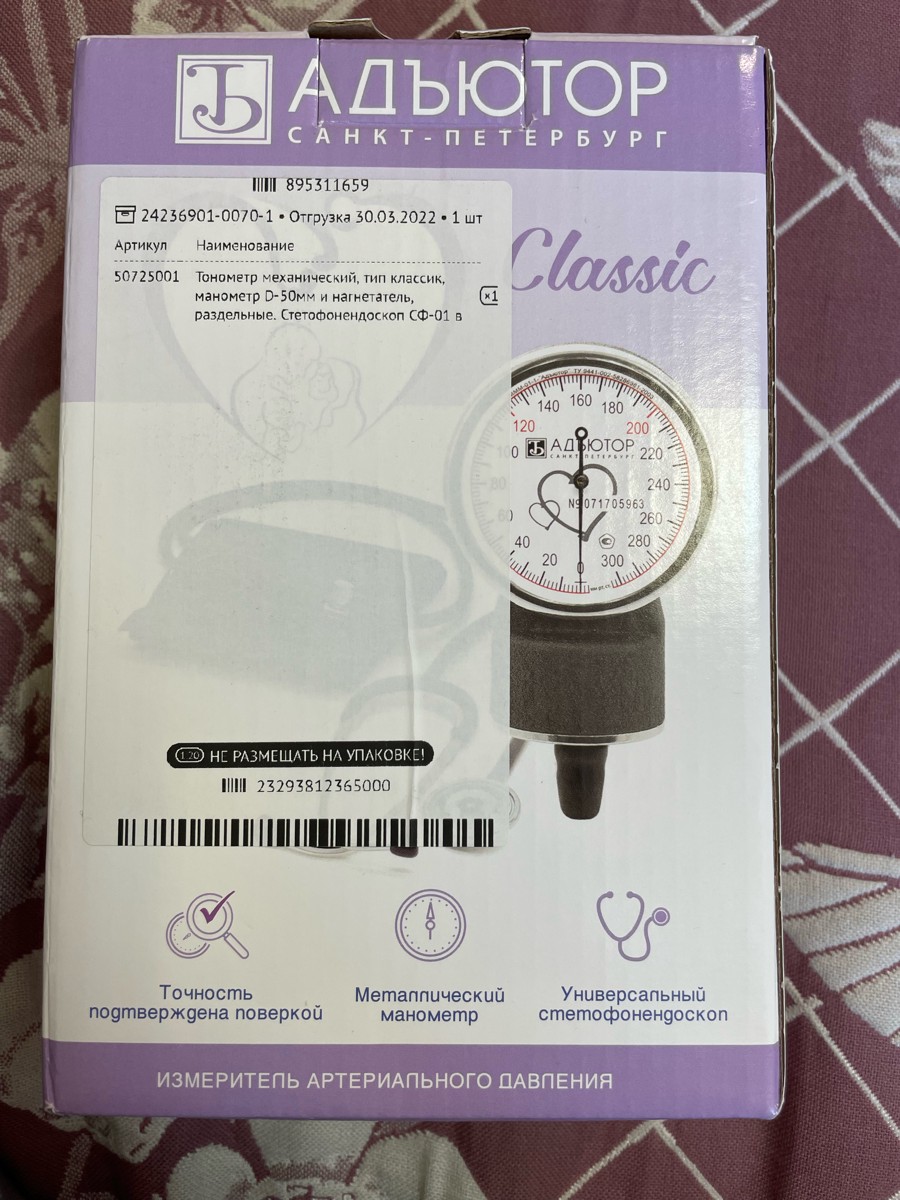 АДЪЮТОР
САНКТ-ПЕТЕРБУРГ
895311659
24236901-0070-1 • Отгрузка 30.03.2022 • 1 шт
Артикул Наименование
50725001 Тонометр механический, тип классик,
манометр D-50мм и нагнетатель,
раздельные. Стетофонендоскоп СФ-01 в
×1
Classic
140 160 180
120 200
220
АДЪЮТОР
САНКТ-ПЕТЕРБУРГ
80 240
№071705963
260
40 280
20 0 300
120 НЕ РАЗМЕЩАТЬ НА УПАКОВКЕ!
23293812365000
Точность
подтверждена поверкой
Металлический
манометр
Универсальный
стетофонендоскоп
ИЗМЕРИТЕЛЬ АРТЕРИАЛЬНОГО ДАВЛЕНИЯ